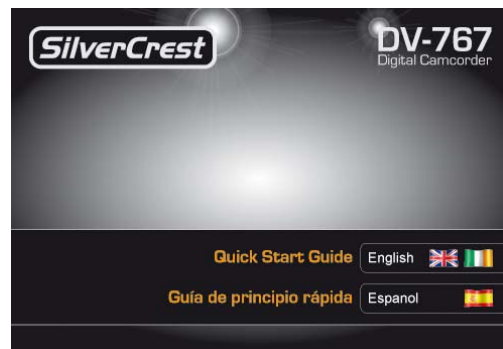 SilverCrest
DV-767
Digital Camcorder
Quick Start Guide English
Guía de principio rápida Espanol